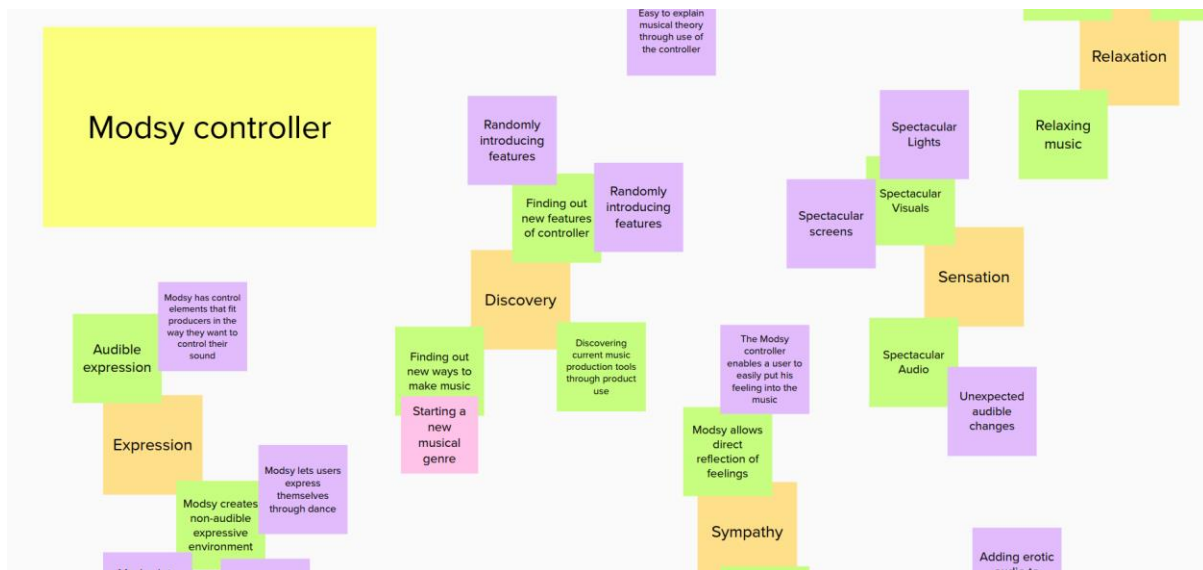 Modsy controller
Easy to explain
musical theory
through use of
the controller
Relaxation
Relaxing
music
Randomly
introducing
features
Randomly
introducing
features
Finding out
new features
of controller
Discovery
Finding out
new ways to
make music
Starting a
new
musical
genre
Discovering
current music
production tools
through product
use
Spectacular
Lights
Spectacular
Visuals
Spectacular
screens
Sensation
Spectacular
Audio
Unexpected
audible
changes
Modsy has control
elements that fit
producers in the
way they want to
control their
sound
Audible
expression
Expression
Modsy lets users
express
themselves
through dance
Modsy creates
non-audible
expressive
environment
The Modsy
controller
enables a user to
easily put his
feeling into the
music
Modsy allows
direct
reflection of
feelings
Sympathy
Adding erotic
audio to